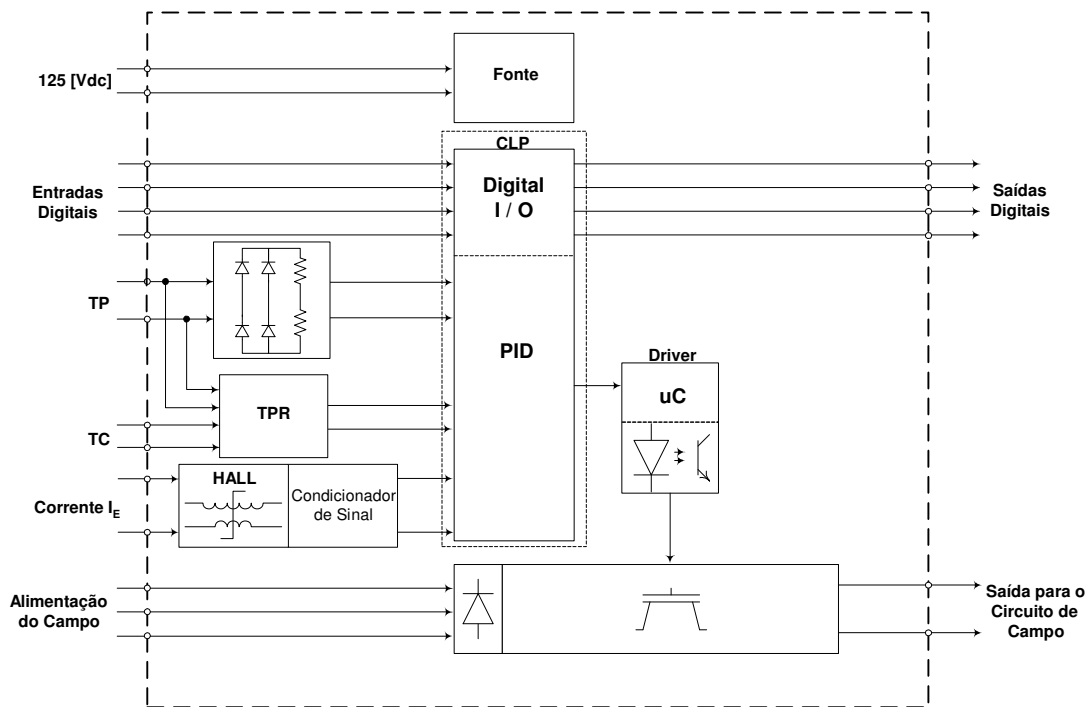 125 [Vdc]
Fonte
CLP
Entradas
Digitais
Digital
I / O
Saídas
Digitais
TP
PID
Driver
uC
TPR
TC
HALL
Condicionador
de Sinal
Corrente I_E
Alimentação
do Campo
Saída para o
Circuito de
Campo